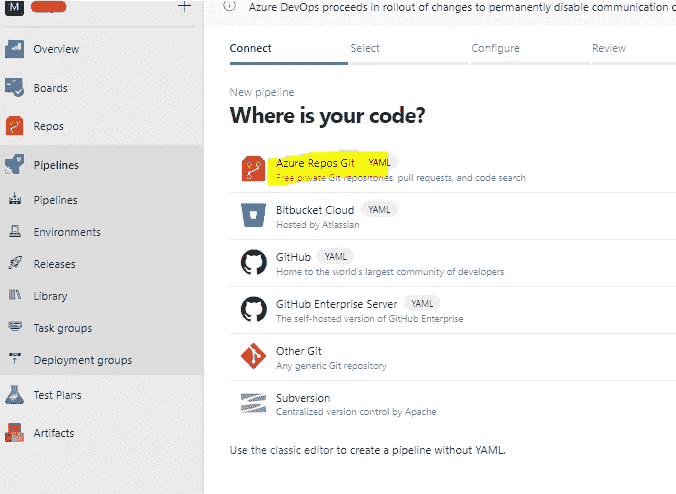 M
Azure DevOps proceeds in rollout of changes to permanently disable communication
Overview
Boards
Repos
Pipelines
Pipelines
Environments
Releases
Library
Task groups
Deployment groups
Test Plans
Artifacts
Connect Select Configure Review
New pipeline
Where is your code?
Azure Repos Git YAML
Free private Git repositories, pull requests, and code search
Bitbucket Cloud YAML
Hosted by Atlassian
GitHub YAML
Home to the world's largest community of developers
GitHub Enterprise Server YAML
The self-hosted version of GitHub Enterprise
Other Git
Any generic Git repository
Subversion
Centralized version control by Apache
Use the classic editor to create a pipeline without YAML.